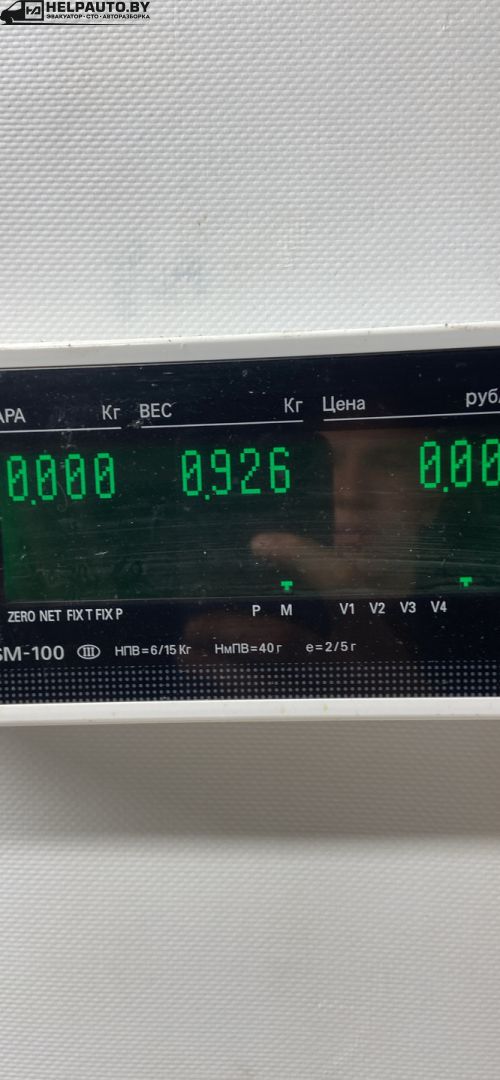 HELPAUTO.BY
ЭВАКУАТОР · СТО · АВТОРАЗБОРКА
АРА Кг ВЕС Кг Цена руб/
0.000 0.926 0.00
ZERO NET FIX T FIX P P M V1 V2 V3 V4
SM-100 III НПВ=6/15 Кг НмПВ=40 г e=2/5 г